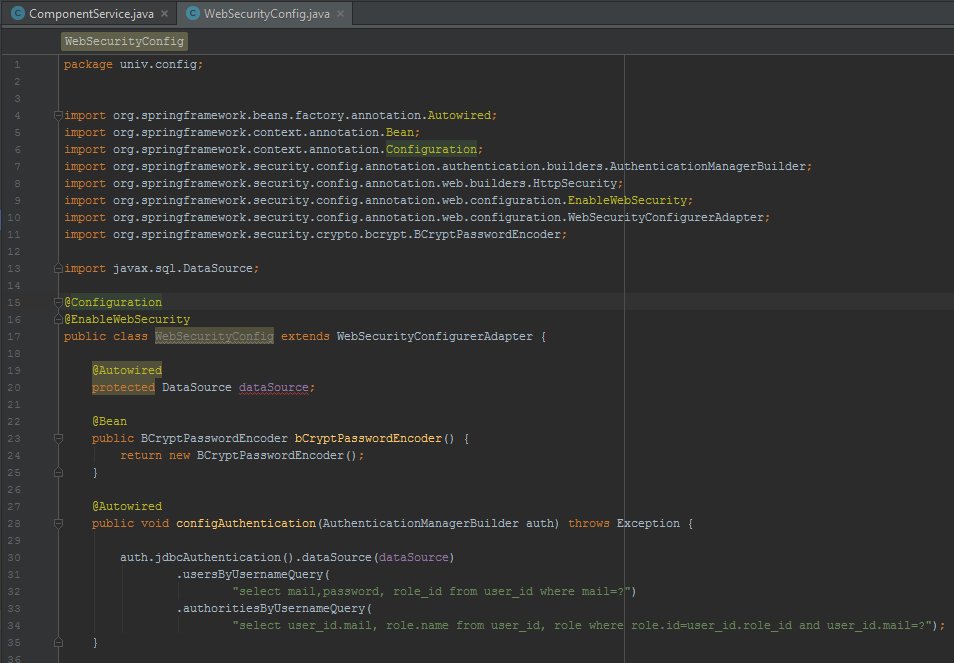 ComponentService.java
WebSecurityConfig.java
WebSecurityConfig
1 package univ.config;
2
3
4 import org.springframework.beans.factory.annotation.Autowired;
5 import org.springframework.context.annotation.Bean;
6 import org.springframework.context.annotation.Configuration;
7 import org.springframework.security.config.annotation.authentication.builders.AuthenticationManagerBuilder;
8 import org.springframework.security.config.annotation.web.builders.HttpSecurity;
9 import org.springframework.security.config.annotation.web.configuration.EnableWebSecurity;
10 import org.springframework.security.config.annotation.web.configuration.WebSecurityConfigurerAdapter;
11 import org.springframework.security.crypto.bcrypt.BCryptPasswordEncoder;
12
13 import javax.sql.DataSource;
14
15 @Configuration
16 @EnableWebSecurity
17 public class WebSecurityConfig extends WebSecurityConfigurerAdapter {
18
19 @Autowired
20 protected DataSource dataSource;
21
22 @Bean
23 public BCryptPasswordEncoder bCryptPasswordEncoder() {
24 return new BCryptPasswordEncoder();
25 }
26
27 @Autowired
28 public void configAuthentication(AuthenticationManagerBuilder auth) throws Exception {
29
30 auth.jdbcAuthentication().dataSource(dataSource)
31 .usersByUsernameQuery(
32 "select mail,password, role_id from user_id where mail=?")
33 .authoritiesByUsernameQuery(
34 "select user_id.mail, role.name from user_id, role where role.id=user_id.role_id and user_id.mail=?");
35 }
36